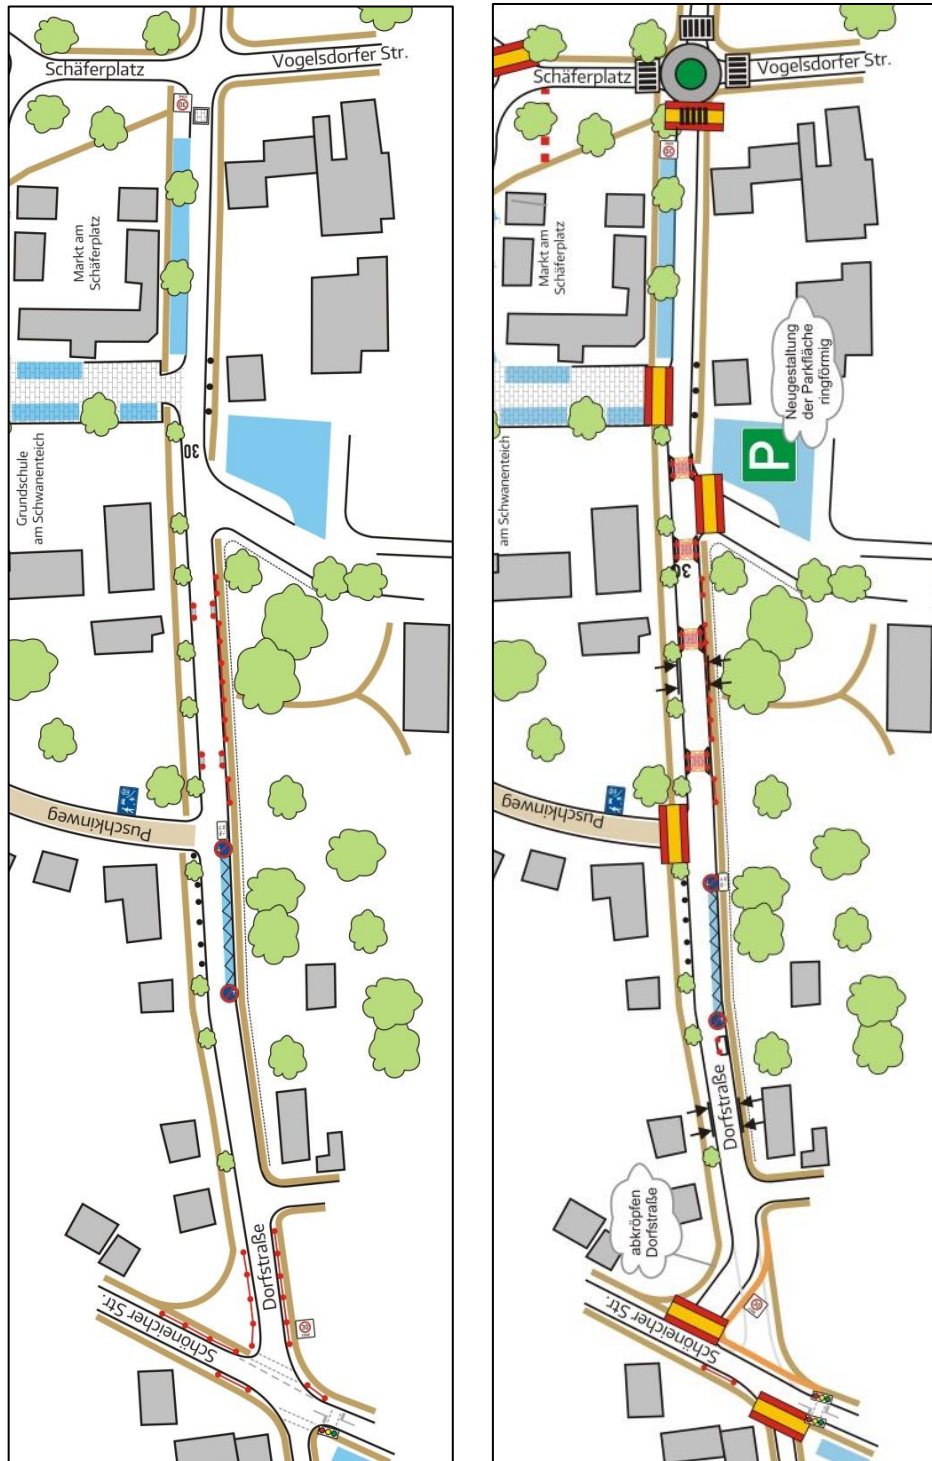 Schäferplatz
Vogelsdorfer Str.
Markt am
Schäferplatz
Grundschule
am Schwanenteich
30
Puschkinweg
Dorfstraße
Schöneicher Str.
Schäferplatz
Vogelsdorfer Str.
Markt am
Schäferplatz
Neugestaltung
der Parkfläche
ringförmig
P
am Schwanenteich
30
Puschkinweg
Dorfstraße
abkröpfen
Dorfstraße
Schöneicher Str.